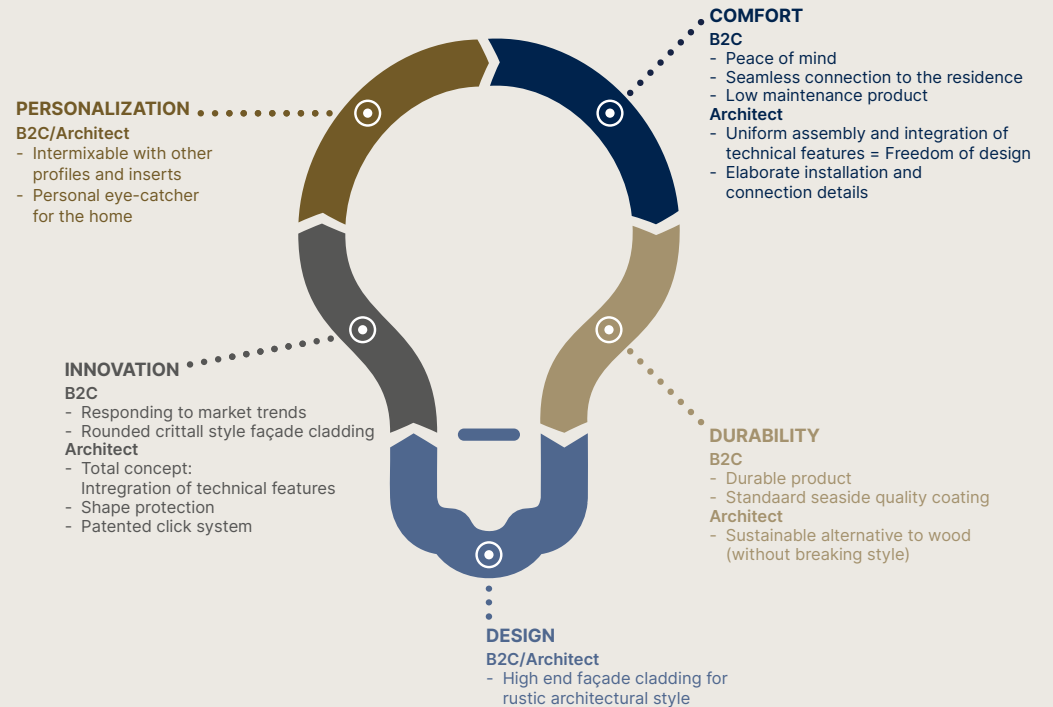 COMFORT
B2C
- Peace of mind
- Seamless connection to the residence
- Low maintenance product
Architect
- Uniform assembly and integration of
technical features = Freedom of design
- Elaborate installation and
connection details
PERSONALIZATION
B2C/Architect
- Intermixable with other
profiles and inserts
- Personal eye-catcher
for the home
INNOVATION
B2C
- Responding to market trends
- Rounded crittall style façade cladding
Architect
- Total concept:
Intregration of technical features
- Shape protection
- Patented click system
DURABILITY
B2C
- Durable product
- Standaard seaside quality coating
Architect
- Sustainable alternative to wood
(without breaking style)
DESIGN
B2C/Architect
- High end façade cladding for
rustic architectural style